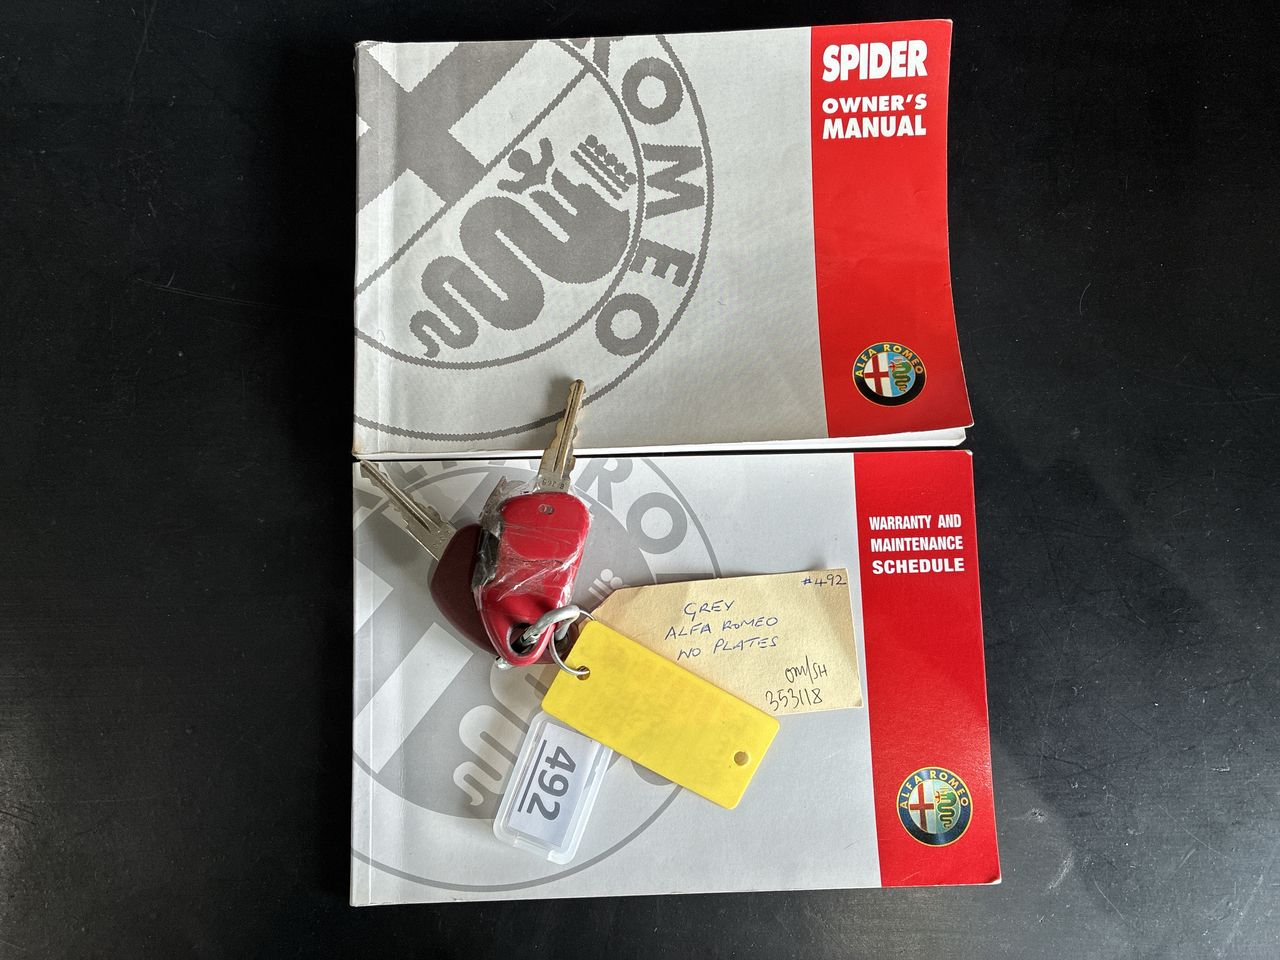 ROMEO
SPIDER
OWNER'S
MANUAL
ALFA ROMEO
WARRANTY AND
MAINTENANCE
SCHEDULE
#492
GREY
ALFA ROMEO
NO PLATES
OM/SH
353118
492
ALFA ROMEO